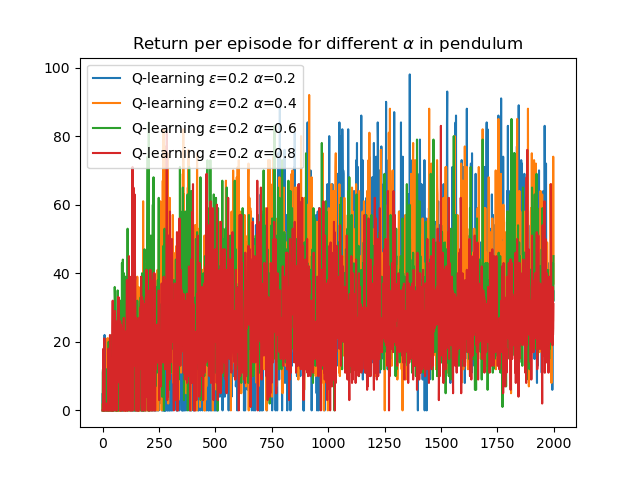 Return per episode for different α in pendulum
Q-learning ε=0.2 α=0.2
Q-learning ε=0.2 α=0.4
Q-learning ε=0.2 α=0.6
Q-learning ε=0.2 α=0.8
100
80
60
40
20
0
0 250 500 750 1000 1250 1500 1750 2000